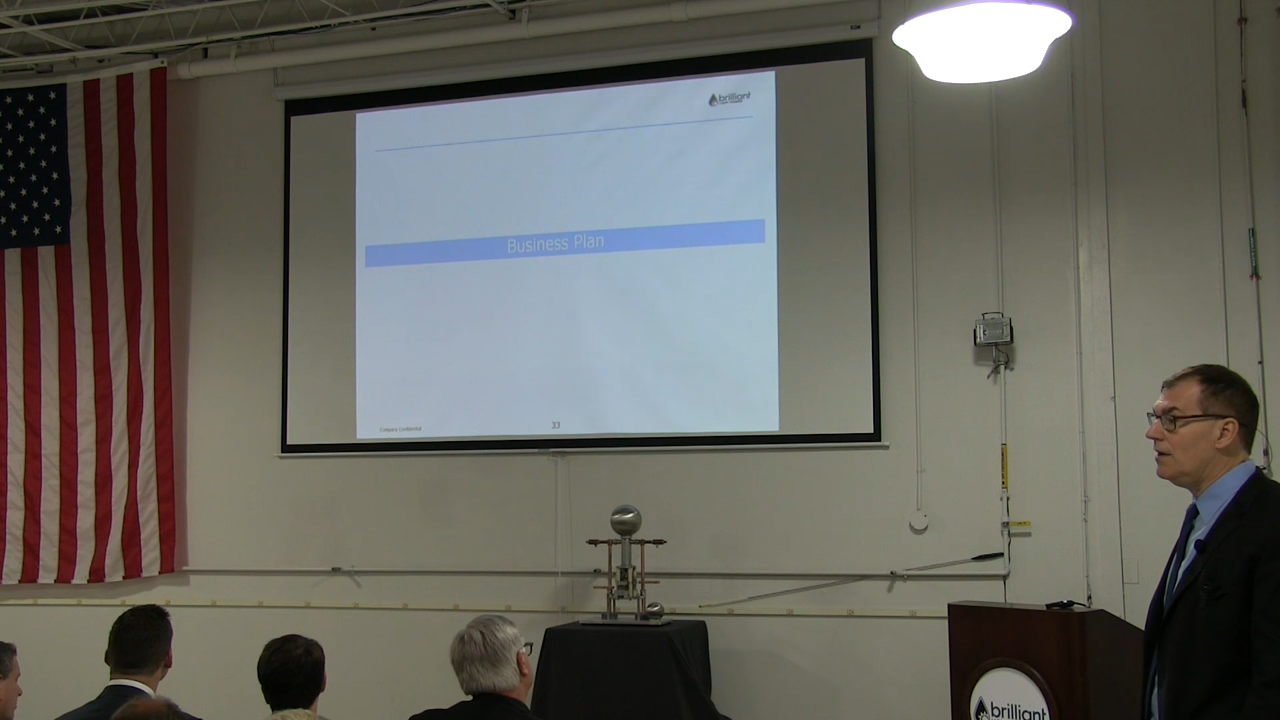 brilliant
Business Plan
Company Confidential
33
brilliant